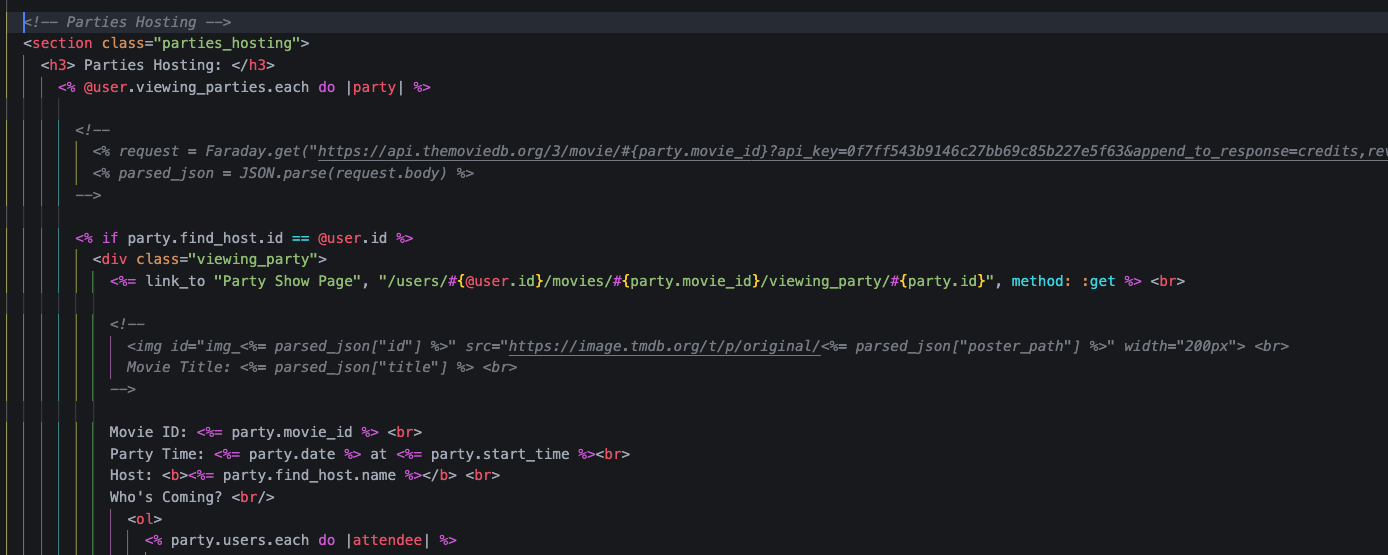 <!-- Parties Hosting -->
<section class="parties_hosting">
<h3> Parties Hosting: </h3>
<% @user.viewing_parties.each do |party| %>
<!--
<% request = Faraday.get("https://api.themoviedb.org/3/movie/#{party.movie_id}?api_key=0f7ff543b9146c27bb69c85b227e5f63&append_to_response=credits,rev
<% parsed_json = JSON.parse(request.body) %>
-->
<% if party.find_host.id == @user.id %>
<div class="viewing_party">
<%= link_to "Party Show Page", "/users/#{@user.id}/movies/#{party.movie_id}/viewing_party/#{party.id}", method: :get %> <br>
<!--
<img id="img_<%= parsed_json["id"] %>" src="https://image.tmdb.org/t/p/original/<%= parsed_json["poster_path"] %>" width="200px"> <br>
Movie Title: <%= parsed_json["title"] %> <br>
-->
Movie ID: <%= party.movie_id %> <br>
Party Time: <%= party.date %> at <%= party.start_time %><br>
Host: <b><%= party.find_host.name %></b> <br>
Who's Coming? <br/>
<ol>
<% party.users.each do |attendee| %>